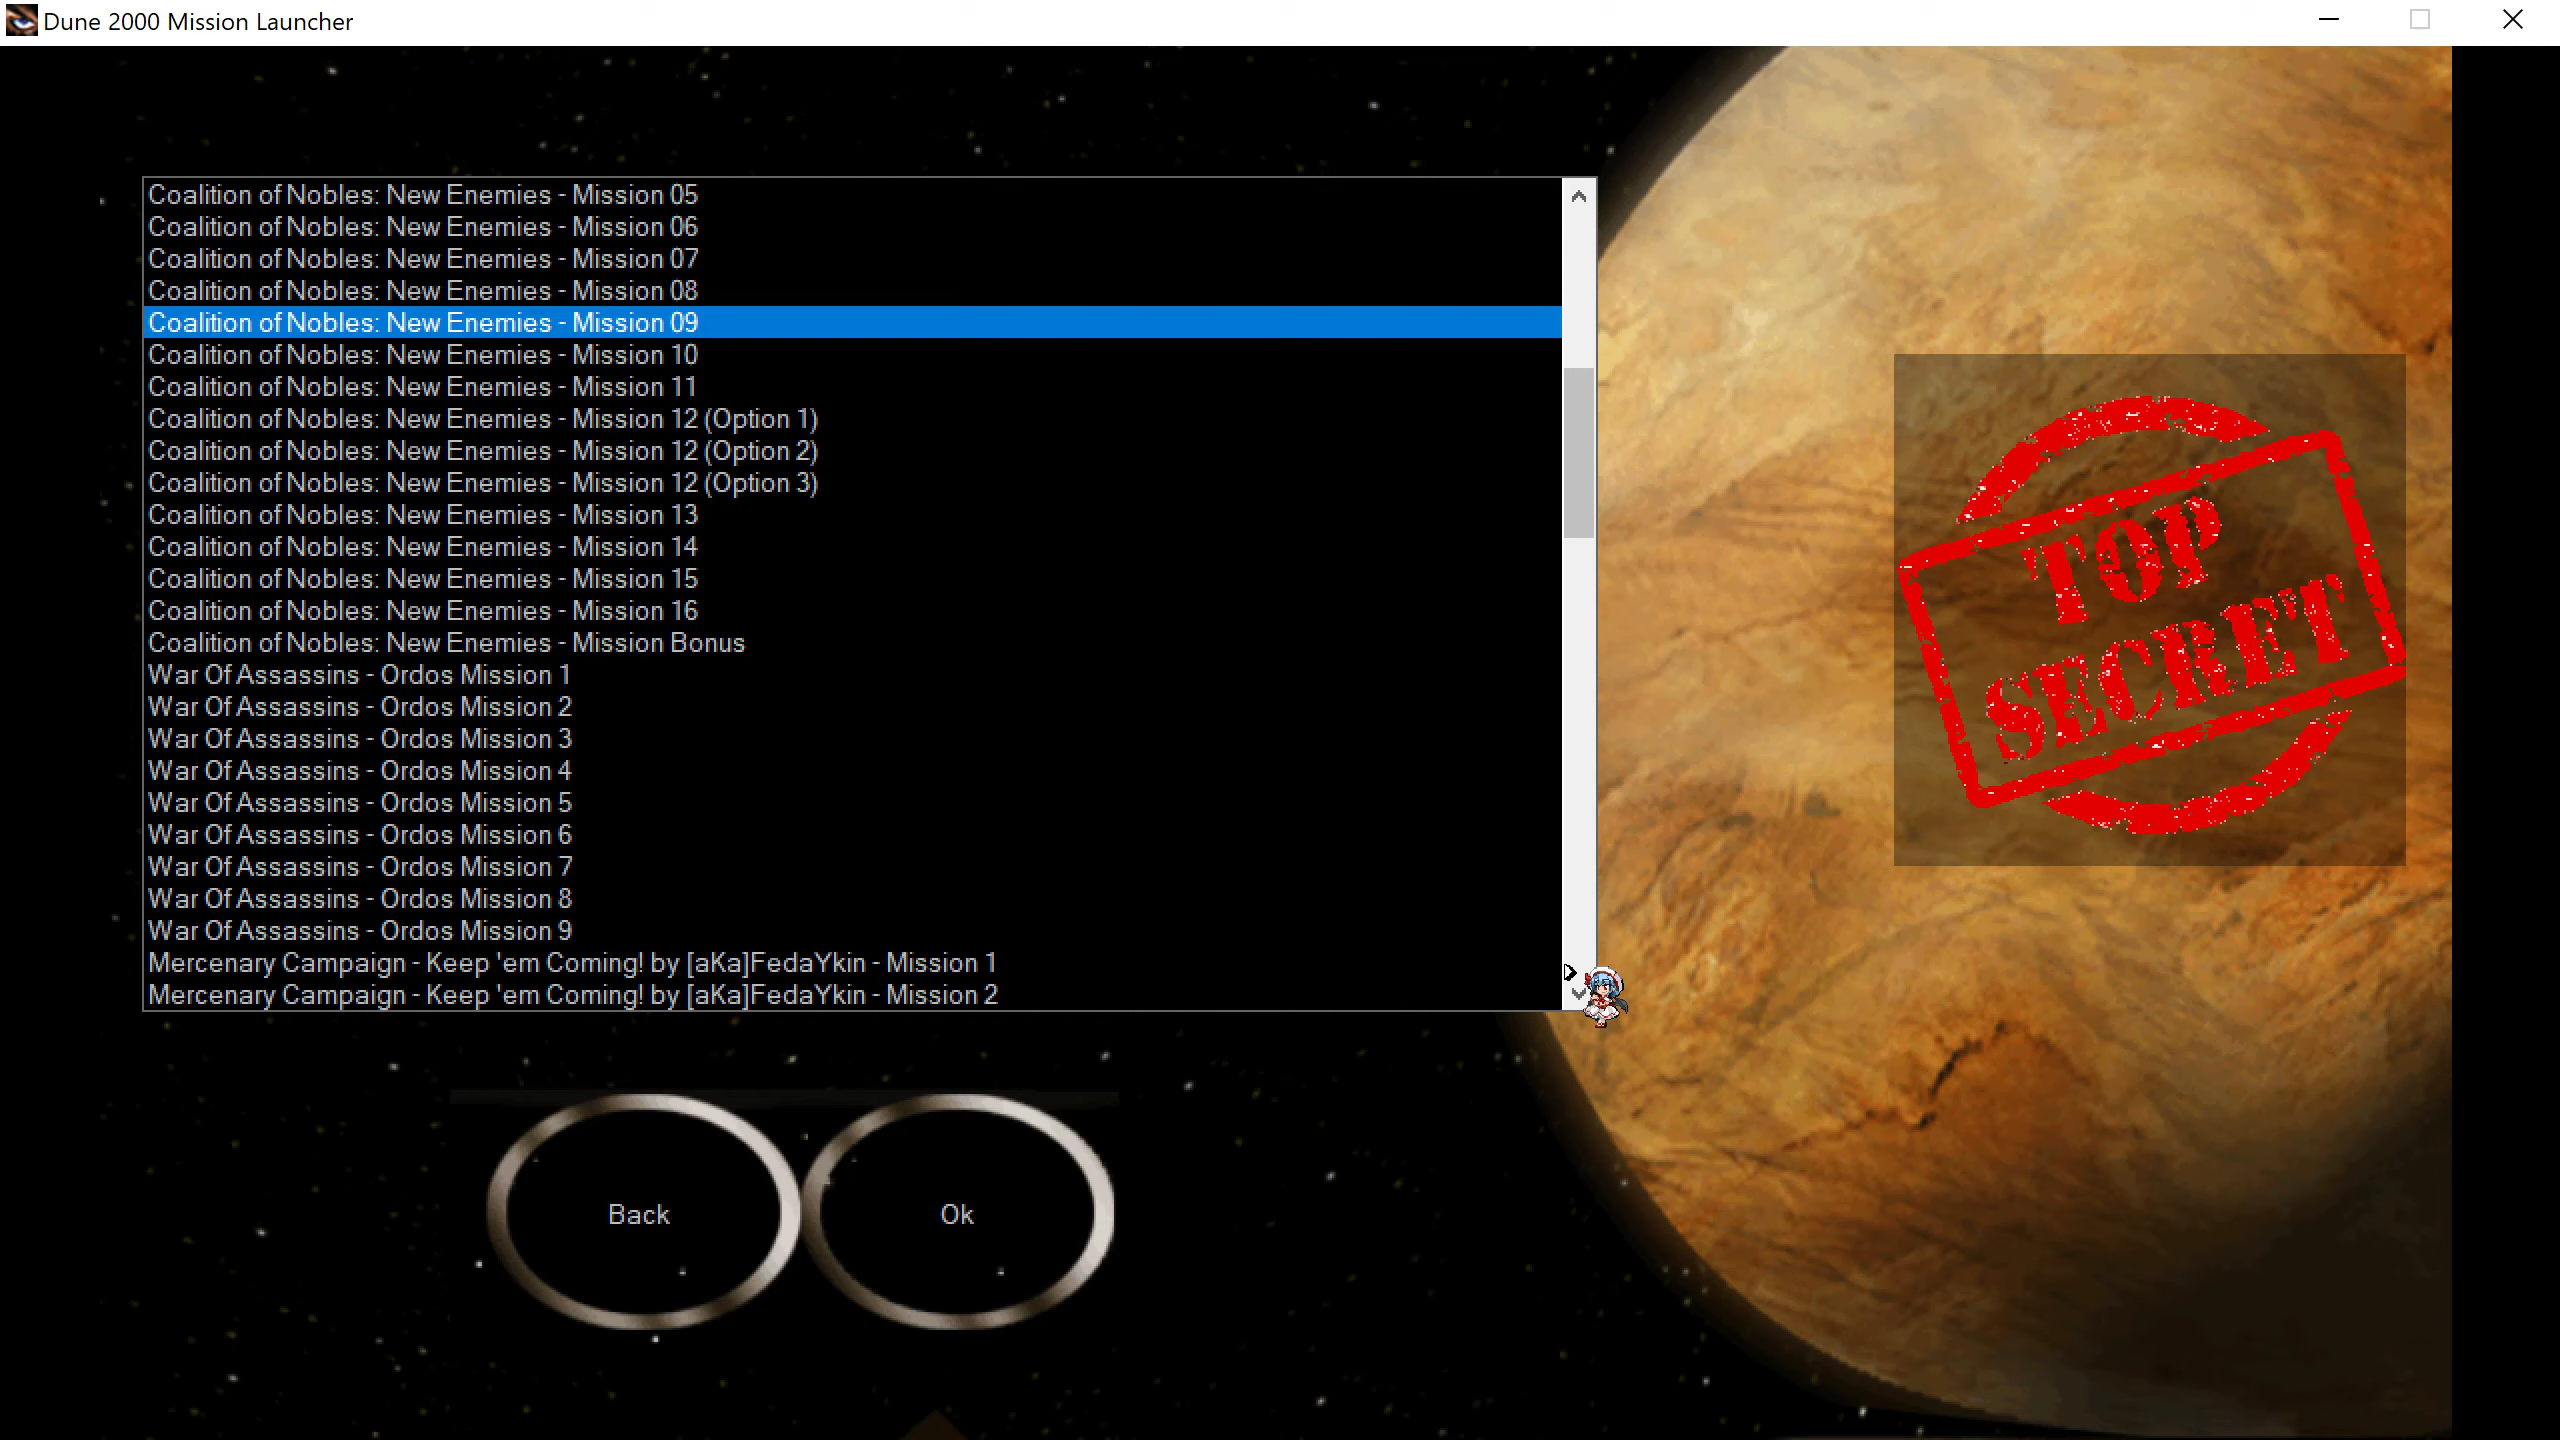 Dune 2000 Mission Launcher
Coalition of Nobles: New Enemies - Mission 05
Coalition of Nobles: New Enemies - Mission 06
Coalition of Nobles: New Enemies - Mission 07
Coalition of Nobles: New Enemies - Mission 08
Coalition of Nobles: New Enemies - Mission 09
Coalition of Nobles: New Enemies - Mission 10
Coalition of Nobles: New Enemies - Mission 11
Coalition of Nobles: New Enemies - Mission 12 (Option 1)
Coalition of Nobles: New Enemies - Mission 12 (Option 2)
Coalition of Nobles: New Enemies - Mission 12 (Option 3)
Coalition of Nobles: New Enemies - Mission 13
Coalition of Nobles: New Enemies - Mission 14
Coalition of Nobles: New Enemies - Mission 15
Coalition of Nobles: New Enemies - Mission 16
Coalition of Nobles: New Enemies - Mission Bonus
War Of Assassins - Ordos Mission 1
War Of Assassins - Ordos Mission 2
War Of Assassins - Ordos Mission 3
War Of Assassins - Ordos Mission 4
War Of Assassins - Ordos Mission 5
War Of Assassins - Ordos Mission 6
War Of Assassins - Ordos Mission 7
War Of Assassins - Ordos Mission 8
War Of Assassins - Ordos Mission 9
Mercenary Campaign - Keep 'em Coming! by [aKa]FedaYkin - Mission 1
Mercenary Campaign - Keep 'em Coming! by [aKa]FedaYkin - Mission 2
TOP
SECRET
Back
Ok